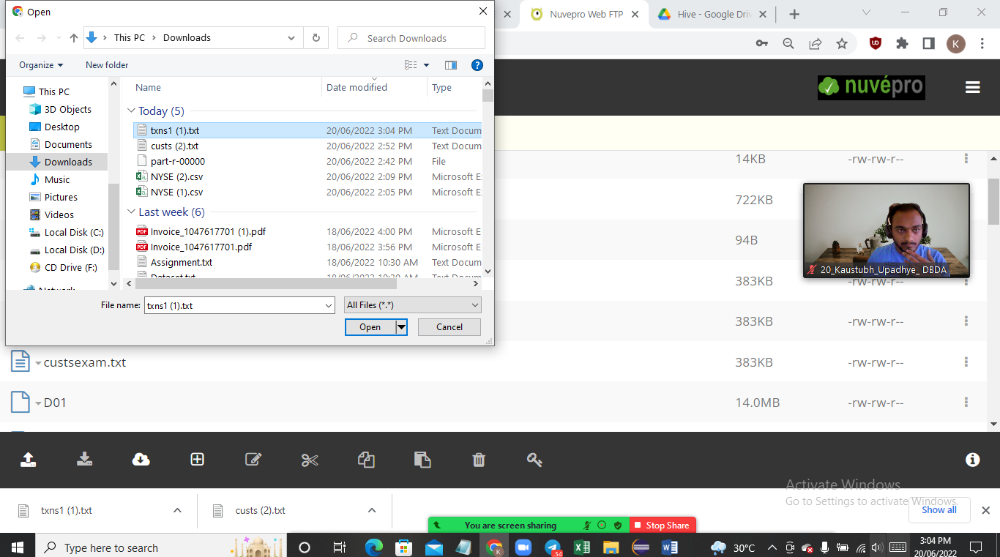 Open
Nuvepro Web FTP
Hive - Google Driv
This PC
Downloads
Search Downloads
Organize
New folder
K
nuvépro
This PC
3D Objects
Desktop
Documents
Downloads
Music
Pictures
Videos
Local Disk (C:)
Local Disk (D:)
CD Drive (F:)
Network
Name Date modified Type
Today (5)
txns1 (1).txt 20/06/2022 3:04 PM Text Docum
custs (2).txt 20/06/2022 2:52 PM Text Docum
part-r-00000 20/06/2022 2:42 PM File
NYSE (2).csv 20/06/2022 2:09 PM Microsoft E
NYSE (1).csv 20/06/2022 2:05 PM Microsoft E
Last week (6)
Invoice_1047617701 (1).pdf 18/06/2022 4:00 PM Microsoft E
Invoice_1047617701.pdf 18/06/2022 3:56 PM Microsoft E
Assignment.txt 18/06/2022 10:30 AM Text Docum
Dataset.txt 18/06/2022 10:30 AM Text Docum
File name: txns1 (1).txt All Files (*.*)
Open Cancel
14KB -rw-rw-r--
722KB
94B
383KB -rw-rw-r--
20_Kaustubh_Upadhye_ DBDA
383KB -rw-rw-r--
custsexam.txt 383KB -rw-rw-r--
D01 14.0MB -rw-rw-r--
Activate Windows
Go to Settings to activate Windows.
txns1 (1).txt
custs (2).txt
Show all
You are screen sharing
Stop Share
Type here to search
54
30°C
3:04 PM
20/06/2022